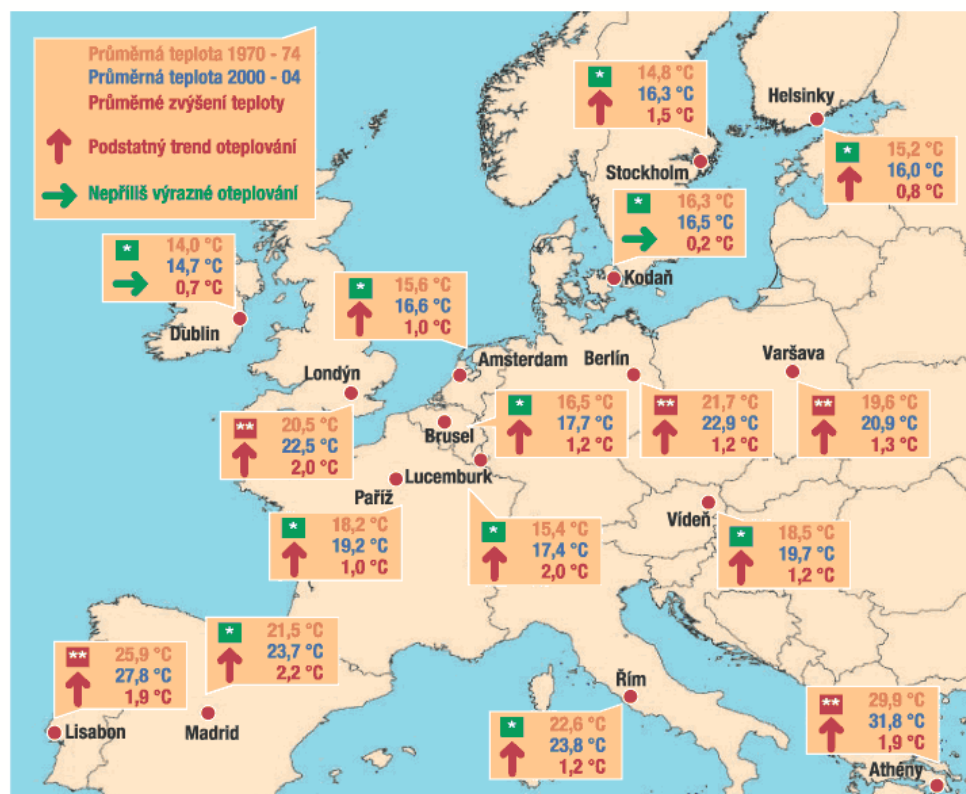 Průměrná teplota 1970 - 74
Průměrná teplota 2000 - 04
Průměrné zvýšení teploty
Podstatný trend oteplování
Nepříliš výrazné oteplování
*
14,8 °C
16,3 °C
1,5 °C
Stockholm
Helsinky
*
15,2 °C
16,0 °C
0,8 °C
*
16,3 °C
16,5 °C
0,2 °C
Kodaň
*
14,0 °C
14,7 °C
0,7 °C
Dublin
*
15,6 °C
16,6 °C
1,0 °C
Amsterdam
Londýn
**
20,5 °C
22,5 °C
2,0 °C
Brusel
*
16,5 °C
17,7 °C
1,2 °C
Berlín
**
21,7 °C
22,9 °C
1,2 °C
Varšava
**
19,6 °C
20,9 °C
1,3 °C
Paříž
*
18,2 °C
19,2 °C
1,0 °C
Lucemburk
*
15,4 °C
17,4 °C
2,0 °C
Vídeň
*
18,5 °C
19,7 °C
1,2 °C
**
25,9 °C
27,8 °C
1,9 °C
Lisabon
*
21,5 °C
23,7 °C
2,2 °C
Madrid
Řím
*
22,6 °C
23,8 °C
1,2 °C
**
29,9 °C
31,8 °C
1,9 °C
Athény